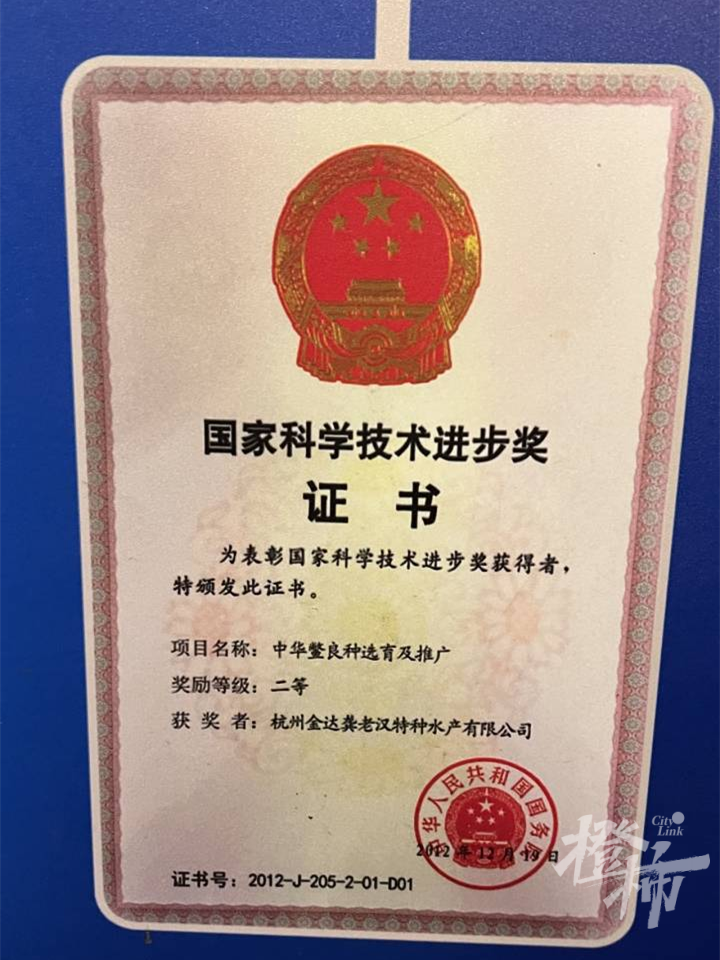 国家科学技术进步奖
证 书
为表彰国家科学技术进步奖获得者，
特颁发此证书。
项目名称：中华鳖良种选育及推广
奖励等级：二等
获 奖 者：杭州金达龚老汉特种水产有限公司
中华人民共和国国务院
2012年12月19日
证书号：2012-J-205-2-01-D01
City Link
橙柿